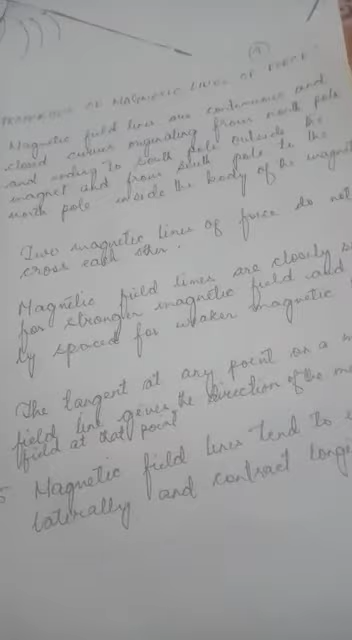 (9)
PROPERTIES OF MAGNETIC LINES OF FORCE:
Magnetic field lines are continuous and
closed curves originating from north pole
and ending to south pole outside the
magnet and from south pole to the
north pole inside the body of the magnet
Two magnetic lines of force do not
cross each other.
Magnetic field lines are closely
for stronger magnetic field and
ly spaced for weaker magnetic
The tangent at any point on a
field line gives the direction of the
field at that point
5 Magnetic field lines tend to
laterally and contract